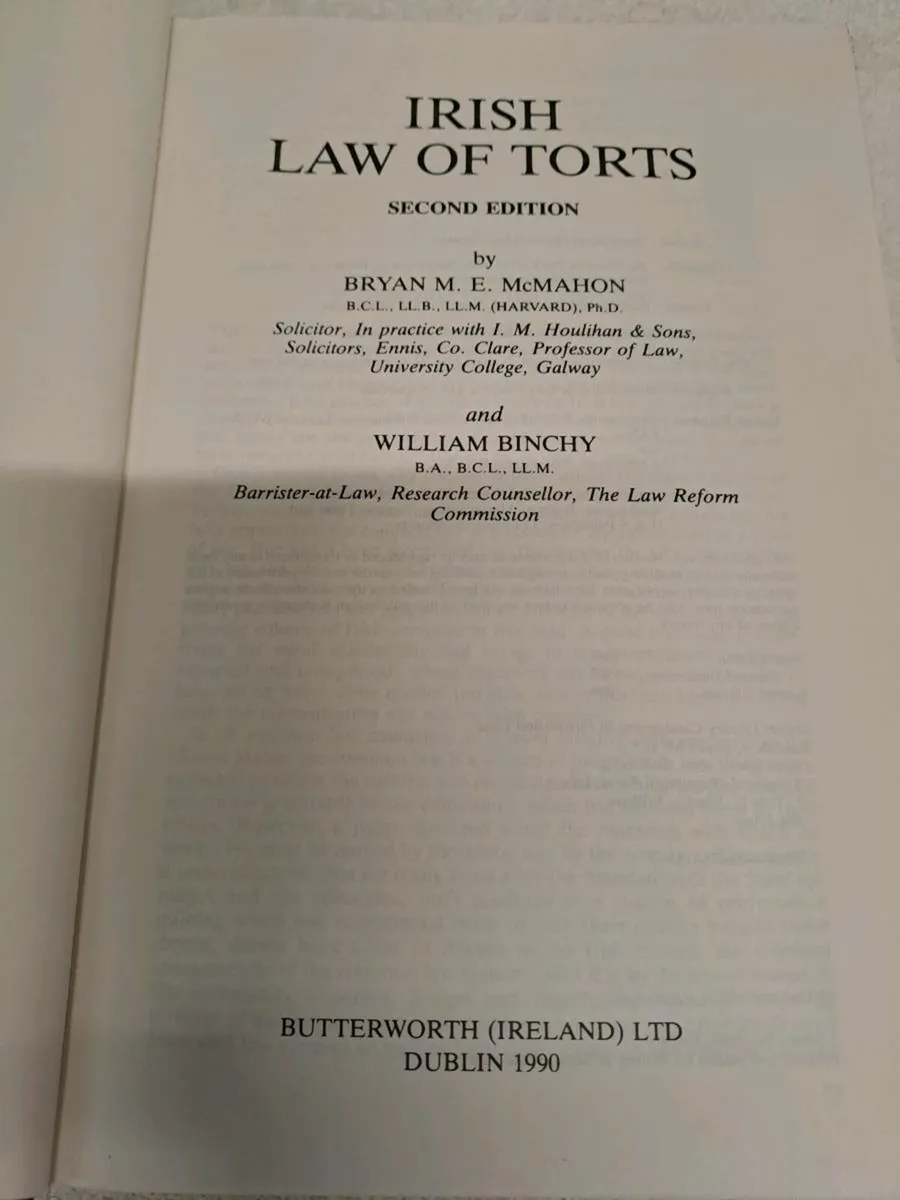 IRISH
LAW OF TORTS
SECOND EDITION
by
BRYAN M. E. McMAHON
B.C.L., LL.B., LL.M. (HARVARD), Ph.D.
Solicitor, In practice with I. M. Houlihan & Sons,
Solicitors, Ennis, Co. Clare, Professor of Law,
University College, Galway
and
WILLIAM BINCHY
B.A., B.C.L., LL.M.
Barrister-at-Law, Research Counsellor, The Law Reform
Commission
BUTTERWORTH (IRELAND) LTD
DUBLIN 1990